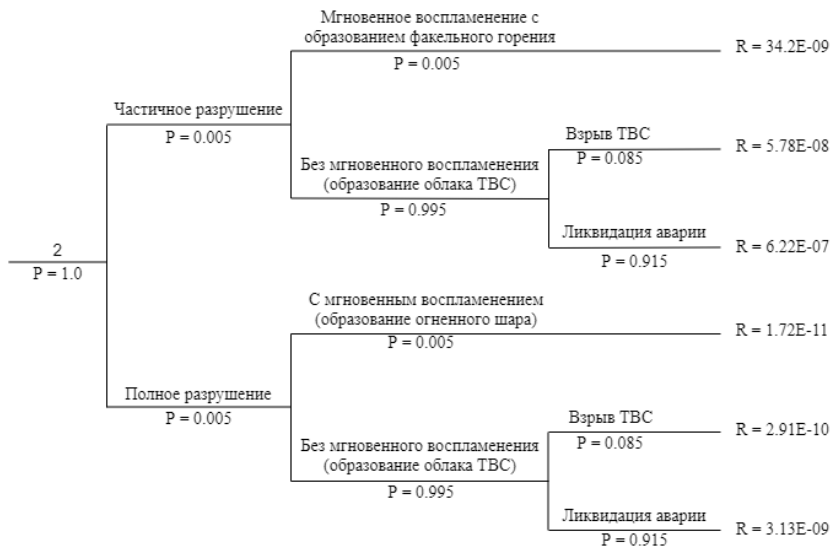 Мгновенное воспламенение с
образованием факельного горения
P = 0.005
R = 34.2E-09
Частичное разрушение
P = 0.005
Взрыв ТВС
P = 0.085
R = 5.78E-08
Без мгновенного воспламенения
(образование облака ТВС)
P = 0.995
Ликвидация аварии
P = 0.915
R = 6.22E-07
2
P = 1.0
С мгновенным воспламенением
(образование огненного шара)
P = 0.005
R = 1.72E-11
Полное разрушение
P = 0.005
Взрыв ТВС
P = 0.085
R = 2.91E-10
Без мгновенного воспламенения
(образование облака ТВС)
P = 0.995
Ликвидация аварии
P = 0.915
R = 3.13E-09